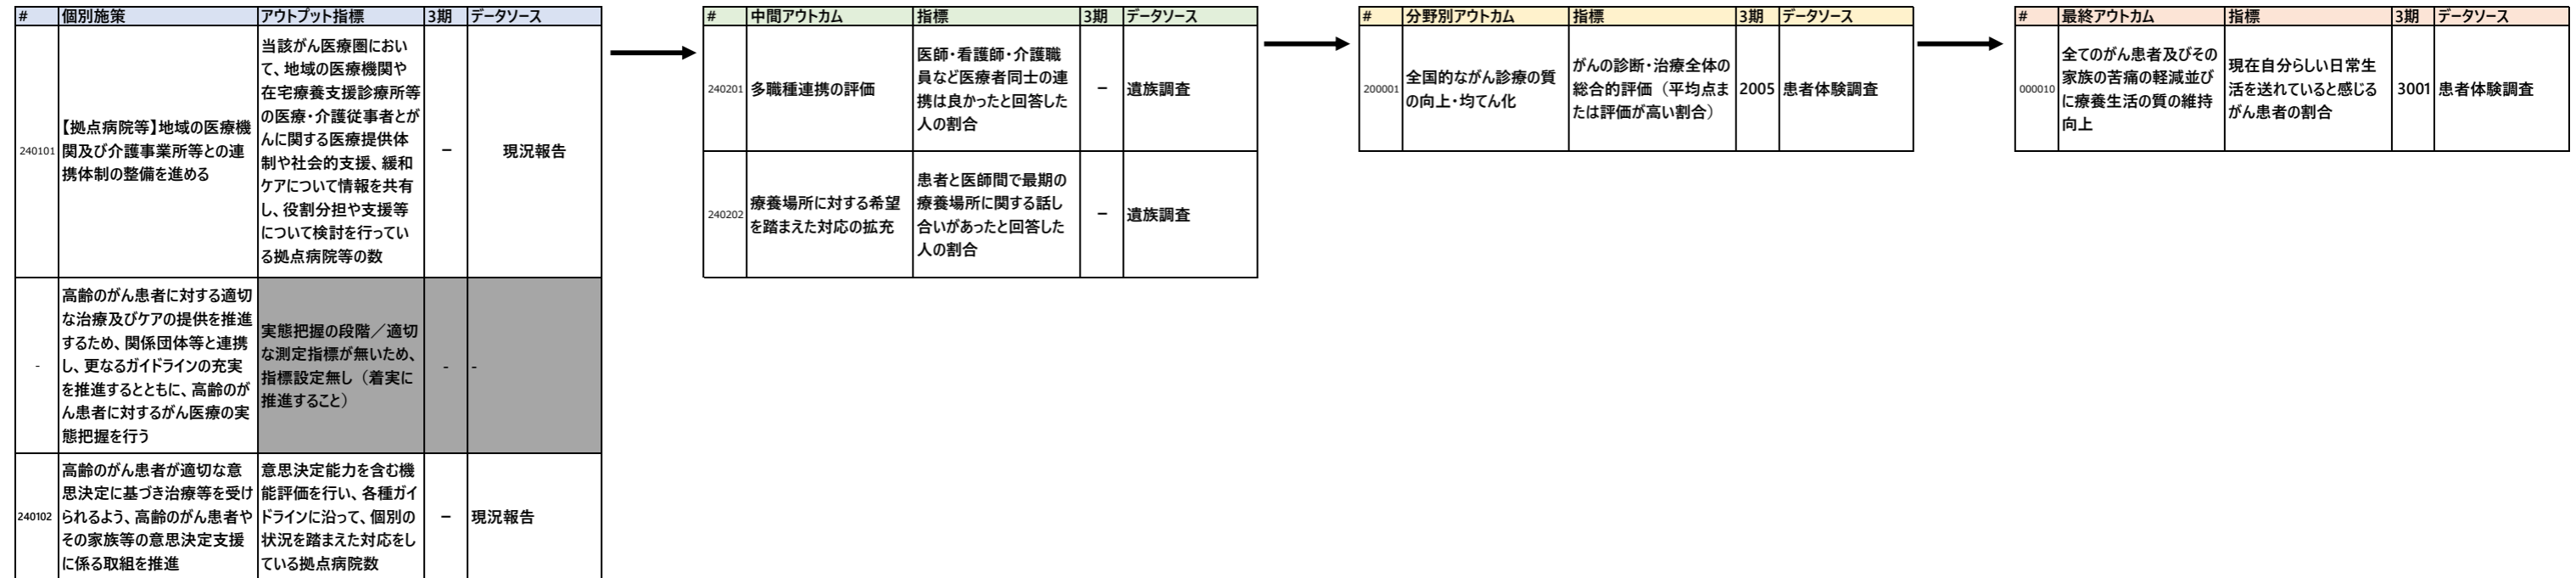 # 個別施策 アウトプット指標 3期 データソース
240101
【拠点病院等】地域の医療機
関及び介護事業所等との連
携体制の整備を進める
当該がん医療圏におい
て、地域の医療機関や
在宅療養支援診療所等
の医療・介護従事者とが
んに関する医療提供体
制や社会的支援、緩和
ケアについて情報を共有
し、役割分担や支援等
について検討を行ってい
る拠点病院等の数
－
現況報告
-
高齢のがん患者に対する適切
な治療及びケアの提供を推進
するため、関係団体等と連携
し、更なるガイドラインの充実
を推進するとともに、高齢のが
ん患者に対するがん医療の実
態把握を行う
実態把握の段階／適切
な測定指標が無いため、
指標設定無し（着実に
推進すること）
-
-
240102
高齢のがん患者が適切な意
思決定に基づき治療等を受け
られるよう、高齢のがん患者や
その家族等の意思決定支援
に係る取組を推進
意思決定能力を含む機
能評価を行い、各種ガイ
ドラインに沿って、個別の
状況を踏まえた対応をし
ている拠点病院数
－
現況報告
# 中間アウトカム 指標 3期 データソース
240201
多職種連携の評価
医師・看護師・介護職
員など医療者同士の連
携は良かったと回答した
人の割合
－
遺族調査
240202
療養場所に対する希望
を踏まえた対応の拡充
患者と医師間で最期の
療養場所に関する話し
合いがあったと回答した
人の割合
－
遺族調査
# 分野別アウトカム 指標 3期 データソース
200001
全国的ながん診療の質
の向上・均てん化
がんの診断・治療全体の
総合的評価（平均点ま
たは評価が高い割合）
2005
患者体験調査
# 最終アウトカム 指標 3期 データソース
000010
全てのがん患者及びその
家族の苦痛の軽減並び
に療養生活の質の維持
向上
現在自分らしい日常生
活を送れていると感じる
がん患者の割合
3001
患者体験調査